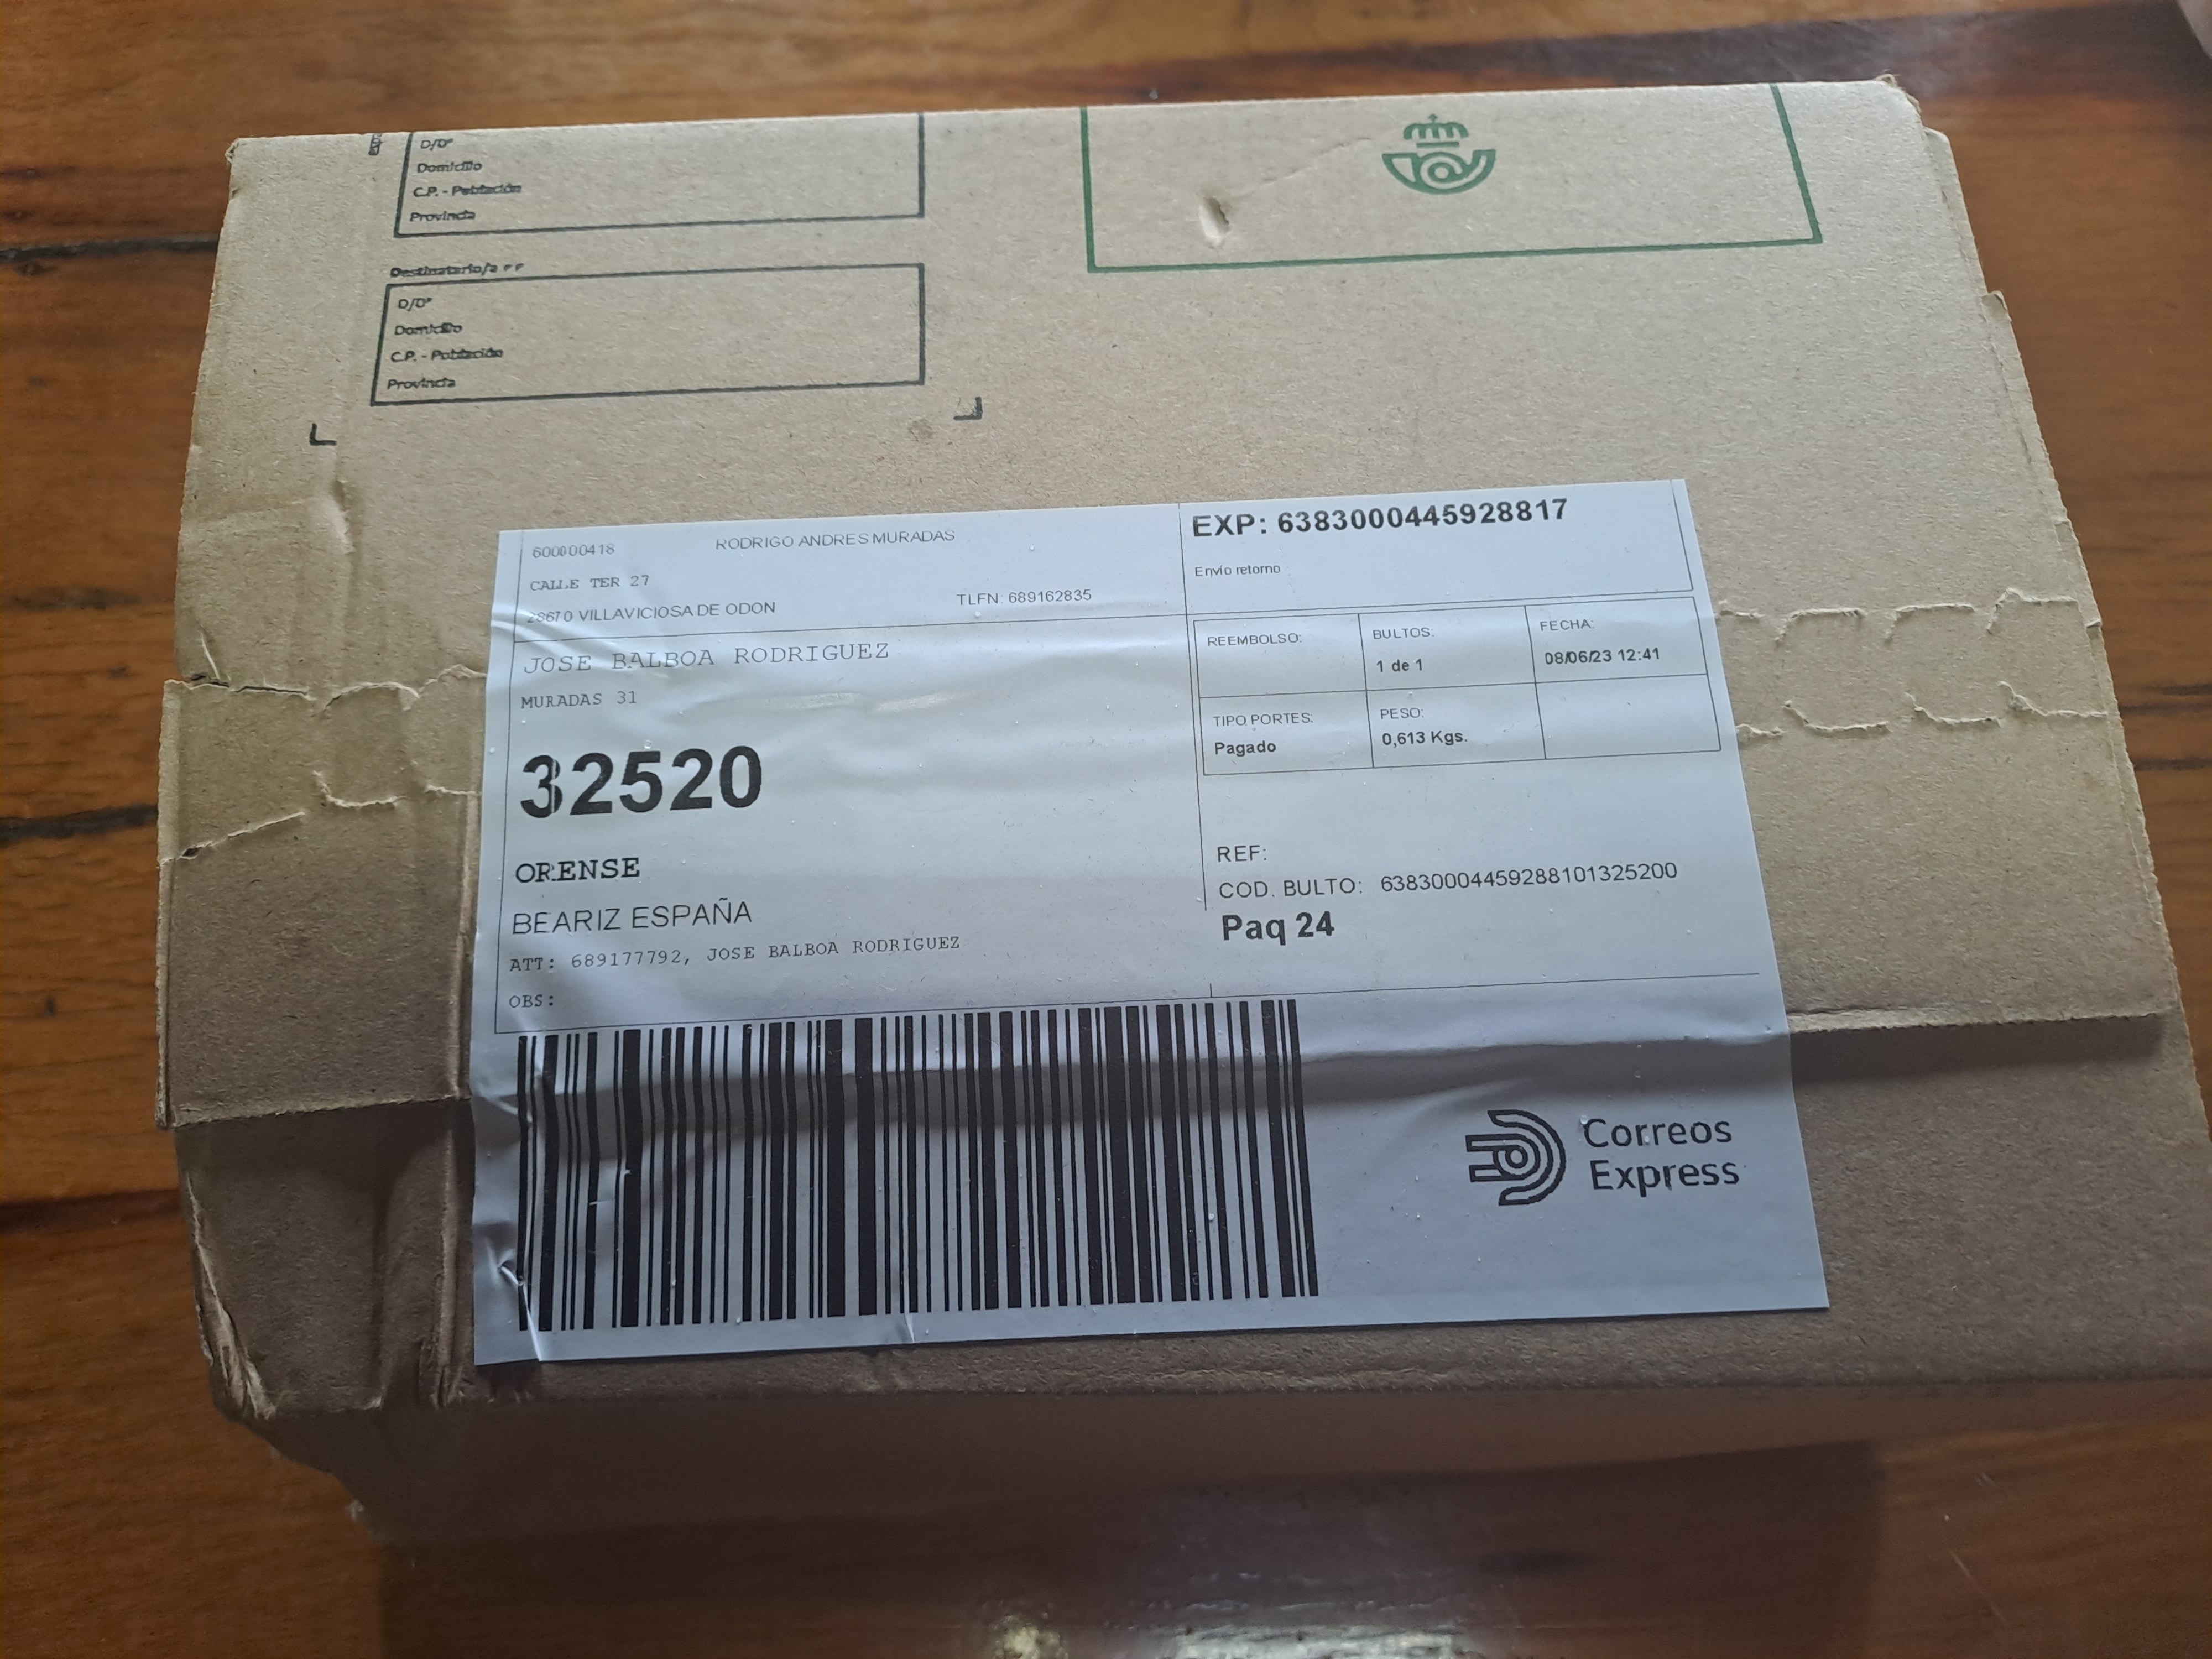 D/Dª
Domicilio
C.P. - Población
Provincia
Destinatario/a
D/Dª
Domicilio
C.P. - Población
Provincia
600000418 RODRIGO ANDRES MURADAS
CALLE TER 27
28670 VILLAVICIOSA DE ODON TLFN: 689162835
EXP: 6383000445928817
Envío retorno
JOSE BALBOA RODRIGUEZ
MURADAS 31
32520
ORENSE
BEARIZ ESPAÑA
ATT: 689177792, JOSE BALBOA RODRIGUEZ
OBS:
REEMBOLSO: BULTOS: FECHA:
1 de 1 08/06/23 12:41
TIPO PORTES: PESO:
Pagado 0,613 Kgs.
REF:
COD. BULTO: 63830004459288101325200
Paq 24
Correos
Express